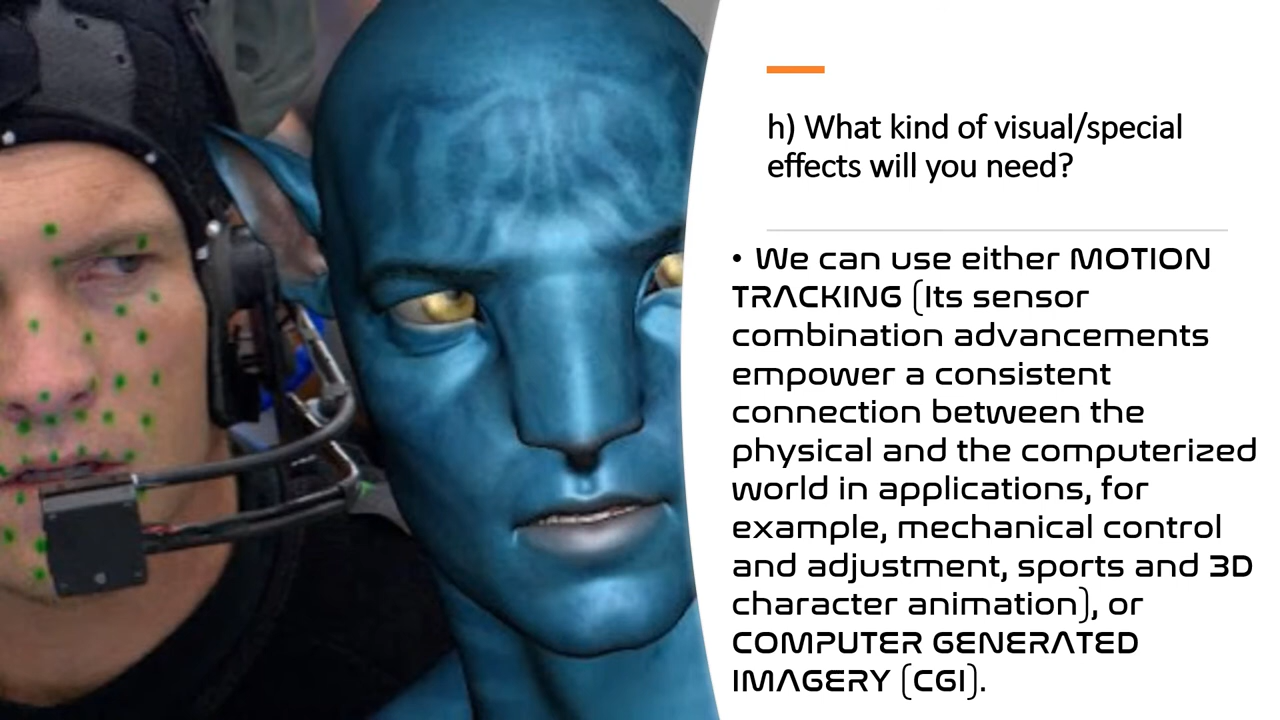 h) What kind of visual/special
effects will you need?
• We can use either MOTION
TRACKING (Its sensor
combination advancements
empower a consistent
connection between the
physical and the computerized
world in applications, for
example, mechanical control
and adjustment, sports and 3D
character animation), or
COMPUTER GENERATED
IMAGERY (CGI).